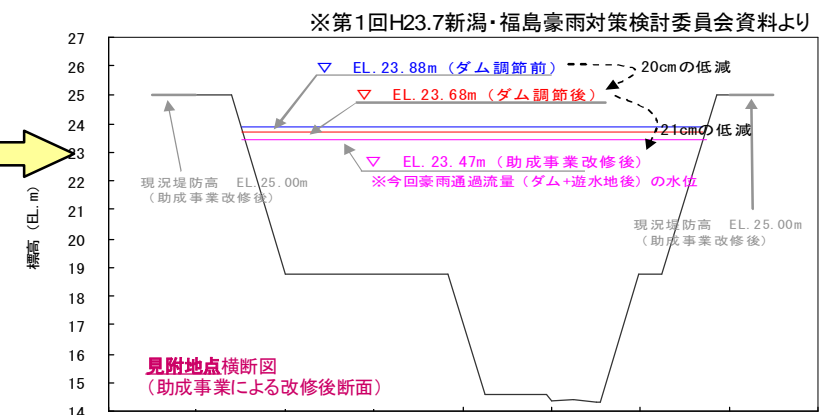 ※第1回H23.7新潟・福島豪雨対策検討委員会資料より
27
26
25
24
23
22
21
20
19
18
17
16
15
14
標高（EL.m）
▽ EL.23.88m（ダム調節前）
20cmの低減
▽ EL.23.68m（ダム調節後）
21cmの低減
▽ EL.23.47m（助成事業改修後）
※今回豪雨通過流量（ダム+遊水地後）の水位
現況堤防高 EL.25.00m
（助成事業改修後）
現況堤防高 EL.25.00m
（助成事業改修後）
見附地点横断図
（助成事業による改修後断面）